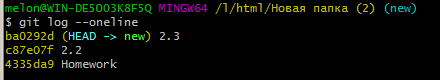 melon@WIN-DE5OO3K8F5Q MINGW64 /l/html/Новая папка (2) (new)
$ git log --oneline
ba0292d (HEAD -> new) 2.3
c87e07f 2.2
4335da9 Homework